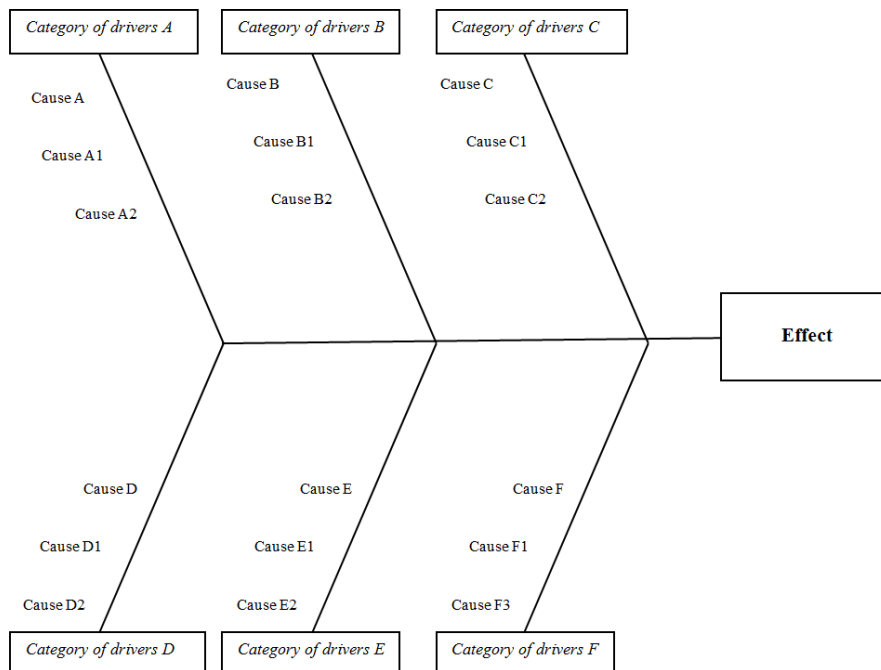 Category of drivers A
Category of drivers B
Category of drivers C
Cause A
Cause B
Cause C
Cause A1
Cause B1
Cause C1
Cause A2
Cause B2
Cause C2
Effect
Cause D
Cause E
Cause F
Cause D1
Cause E1
Cause F1
Cause D2
Cause E2
Cause F3
Category of drivers D
Category of drivers E
Category of drivers F